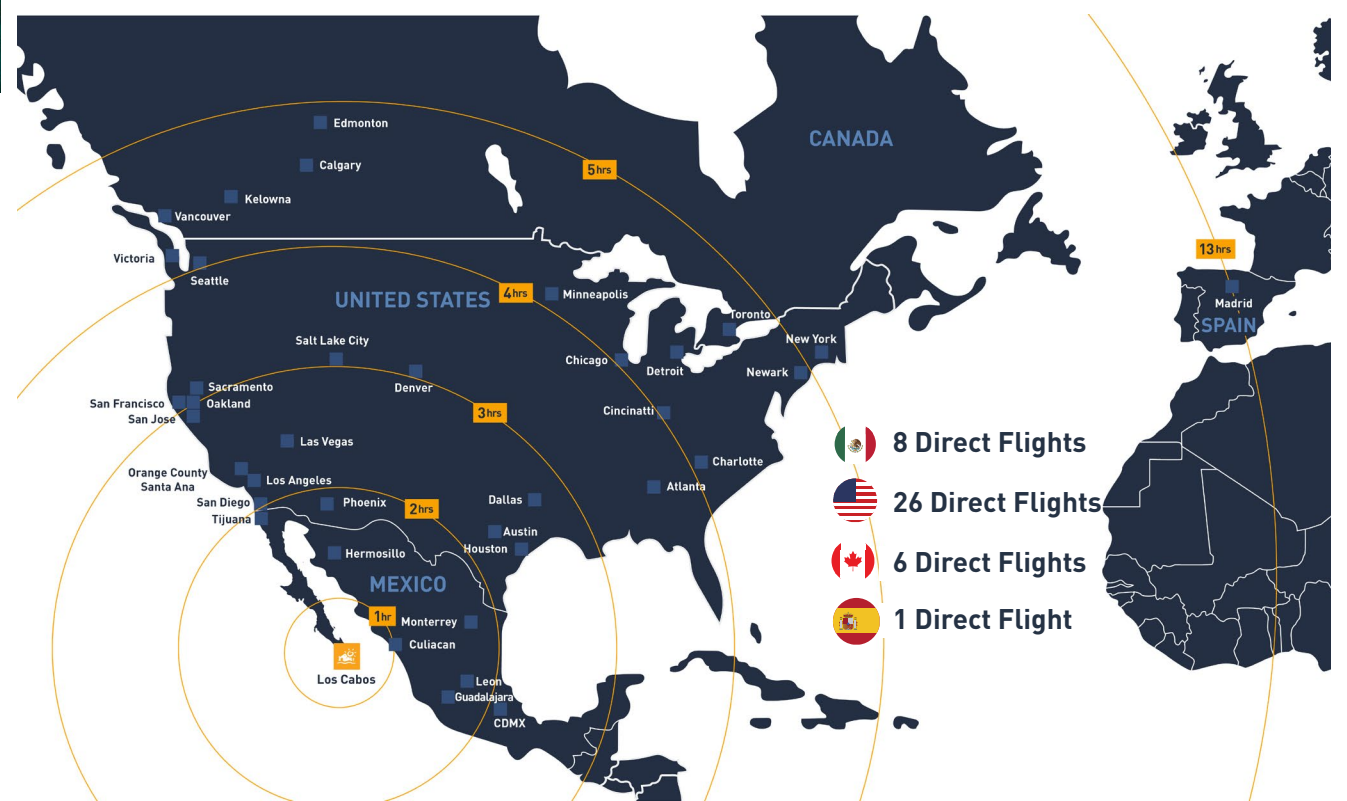 Edmonton
CANADA
Calgary
5hrs
Kelowna
Vancouver
13hrs
Victoria
Seattle
UNITED STATES
4hrs
Minneapolis
Madrid
Toronto
SPAIN
Salt Lake City
New York
Chicago
Detroit
Newark
Denver
Sacramento
San Francisco
Oakland
San Jose
3hrs
Cincinatti
Las Vegas
8 Direct Flights
Charlotte
Orange County
Santa Ana
Los Angeles
Atlanta
San Diego
Phoenix
2hrs
Dallas
26 Direct Flights
Tijuana
Austin
Houston
Hermosillo
6 Direct Flights
MEXICO
1hr
Monterrey
1 Direct Flight
Culiacan
Los Cabos
Leon
Guadalajara
CDMX